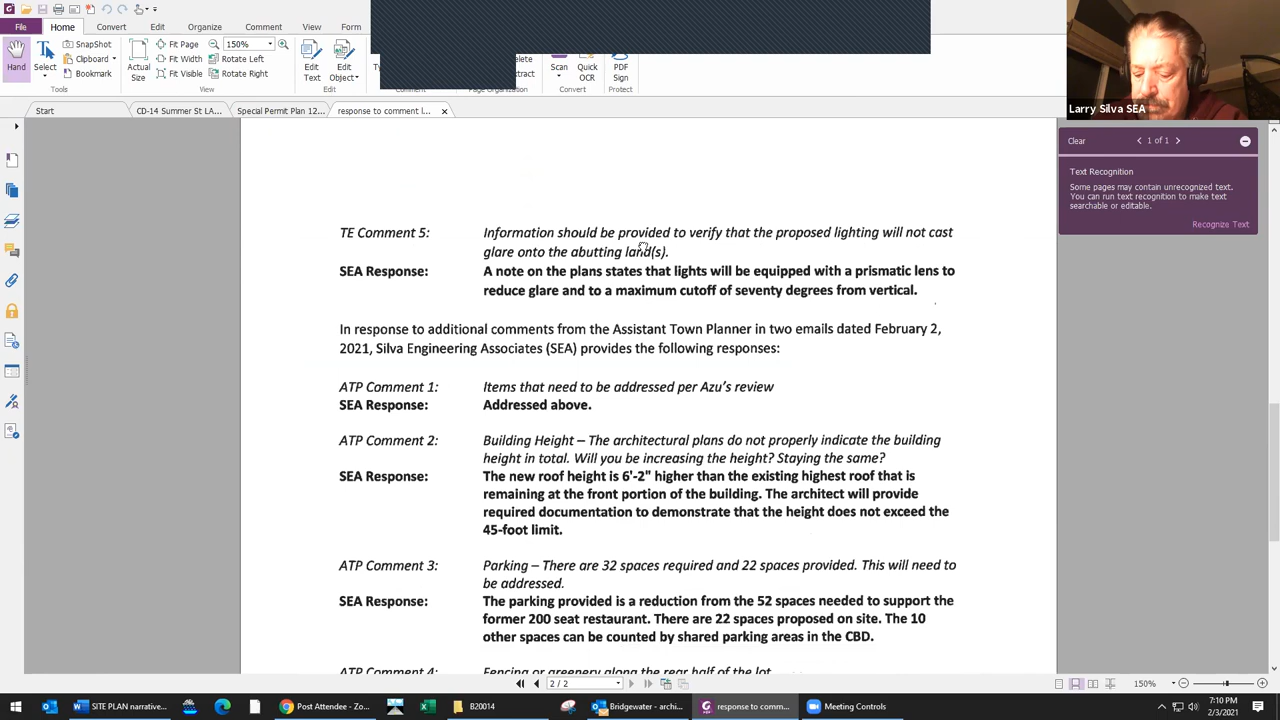 File
Home
Comment
View
Form
Hand
Select
SnapShot
Clipboard
Bookmark
Tools
Actual
Size
Fit Page
Fit Width
Fit Visible
150%
Rotate Left
Rotate Right
View
Edit
Text
Edit
Object
Edit
Scan
Quick
OCR
Convert
PDF
Sign
Protect
Larry Silva SEA
Start
CD-14 Summer St LA...
Special Permit Plan 12...
response to comment l...
Clear
1 of 1
Text Recognition
Some pages may contain unrecognized text.
You can run text recognition to make text
searchable or editable.
Recognize Text
TE Comment 5: Information should be provided to verify that the proposed lighting will not cast
glare onto the abutting land(s).
SEA Response: A note on the plans states that lights will be equipped with a prismatic lens to
reduce glare and to a maximum cutoff of seventy degrees from vertical.
In response to additional comments from the Assistant Town Planner in two emails dated February 2,
2021, Silva Engineering Associates (SEA) provides the following responses:
ATP Comment 1: Items that need to be addressed per Azu's review
SEA Response: Addressed above.
ATP Comment 2: Building Height – The architectural plans do not properly indicate the building
height in total. Will you be increasing the height? Staying the same?
SEA Response: The new roof height is 6'-2" higher than the existing highest roof that is
remaining at the front portion of the building. The architect will provide
required documentation to demonstrate that the height does not exceed the
45-foot limit.
ATP Comment 3: Parking – There are 32 spaces required and 22 spaces provided. This will need to
be addressed.
SEA Response: The parking provided is a reduction from the 52 spaces needed to support the
former 200 seat restaurant. There are 22 spaces proposed on site. The 10
other spaces can be counted by shared parking areas in the CBD.
ATP Comment 4: Fencing or greenery along the rear half of the lot
2 / 2
150%
SITE PLAN narrative...
Post Attendee - Zo...
B20014
Bridgewater - archi...
response to comm...
Meeting Controls
7:10 PM
2/3/2021